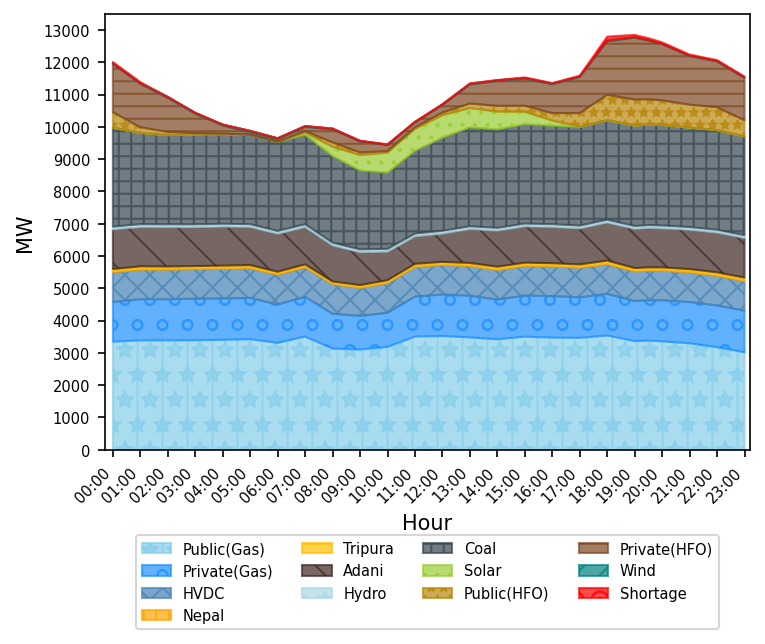 13000
12000
11000
10000
9000
8000
7000
6000
5000
4000
3000
2000
1000
0
MW
00:00 01:00 02:00 03:00 04:00 05:00 06:00 07:00 08:00 09:00 10:00 11:00 12:00 13:00 14:00 15:00 16:00 17:00 18:00 19:00 20:00 21:00 22:00 23:00
Hour
Public(Gas) Tripura Coal Private(HFO)
Private(Gas) Adani Solar Wind
HVDC Hydro Public(HFO) Shortage
Nepal